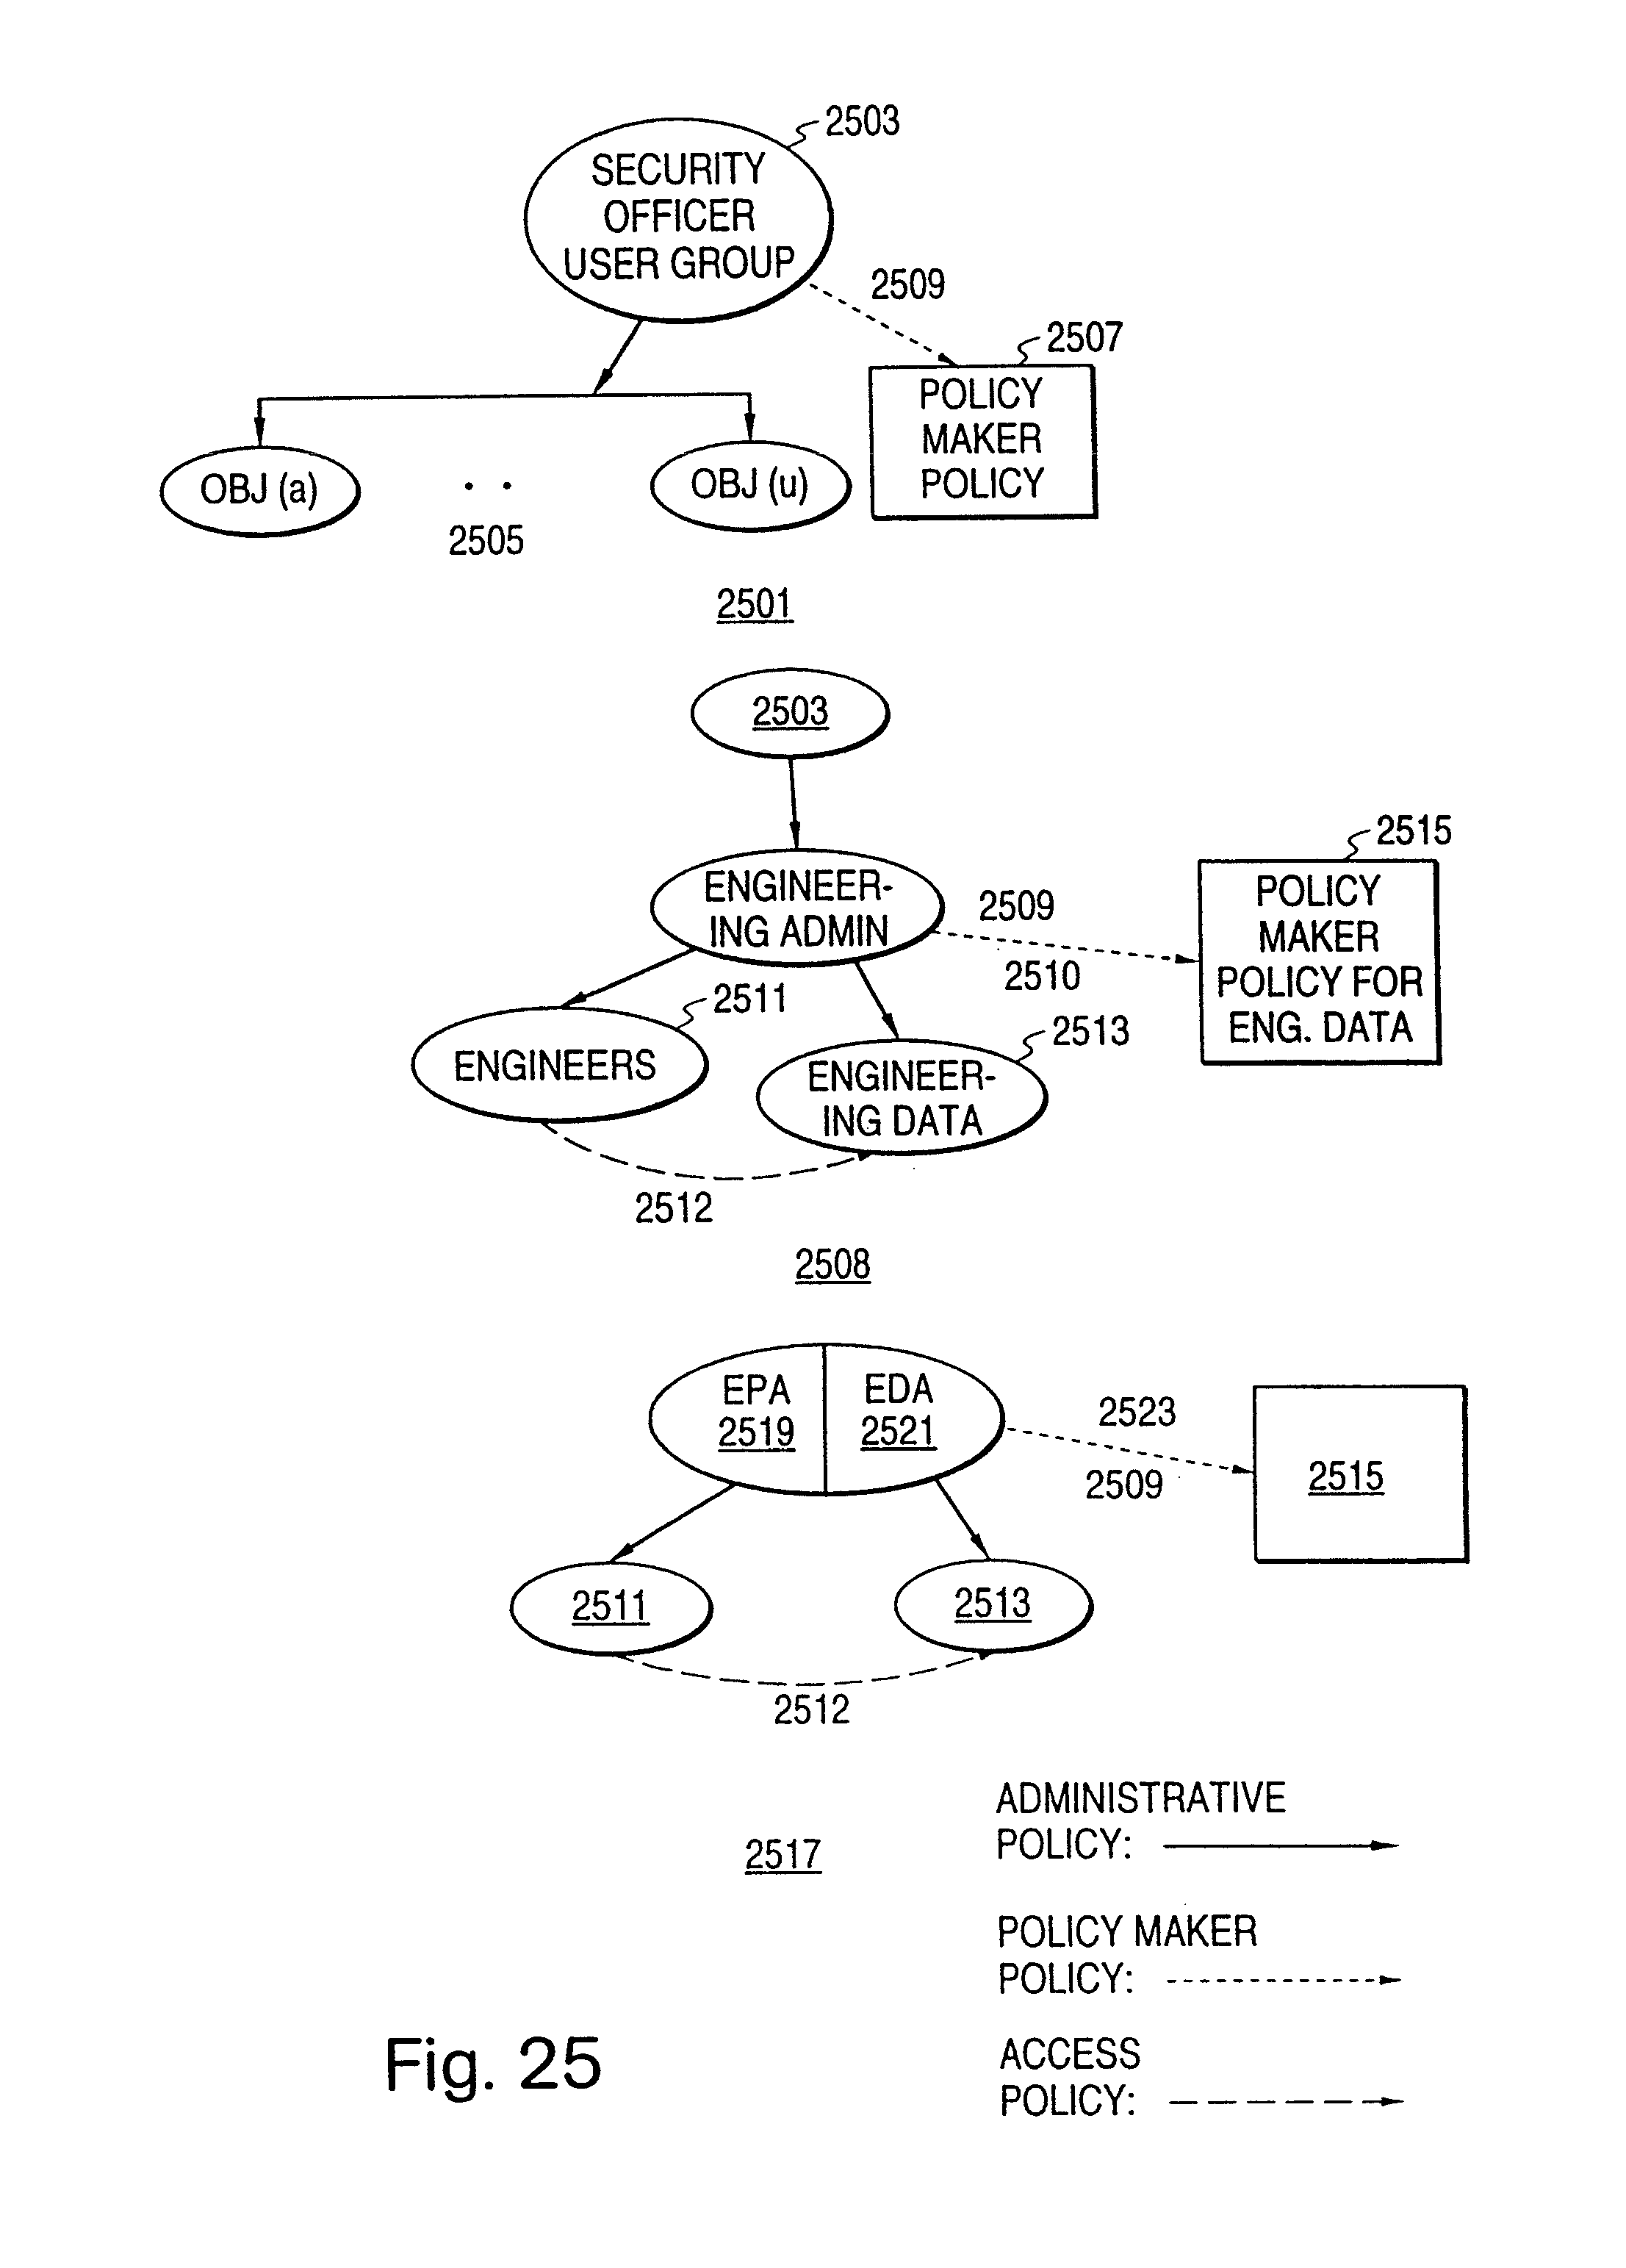 2503
SECURITY
OFFICER
USER GROUP
2509
2507
POLICY
MAKER
POLICY
OBJ (a)
. .
OBJ (u)
2505
2501
2503
2515
ENGINEER-
ING ADMIN
2509
2510
POLICY
MAKER
POLICY FOR
ENG. DATA
2511
ENGINEERS
2513
ENGINEER-
ING DATA
2512
2508
EPA
2519
EDA
2521
2523
2509
2515
2511
2513
2512
2517
ADMINISTRATIVE
POLICY:
POLICY MAKER
POLICY:
ACCESS
POLICY:
Fig. 25